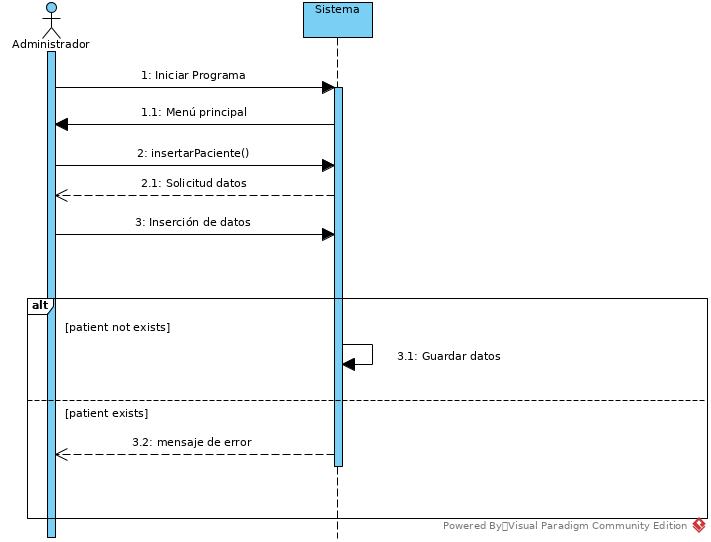 Sistema
Administrador
1: Iniciar Programa
1.1: Menú principal
2: insertarPaciente()
2.1: Solicitud datos
3: Inserción de datos
alt
[patient not exists]
3.1: Guardar datos
[patient exists]
3.2: mensaje de error
Powered By Visual Paradigm Community Edition